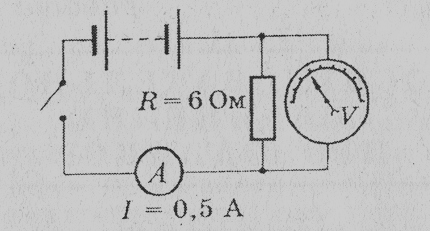 R = 6 Ом
V
A
I = 0,5 А